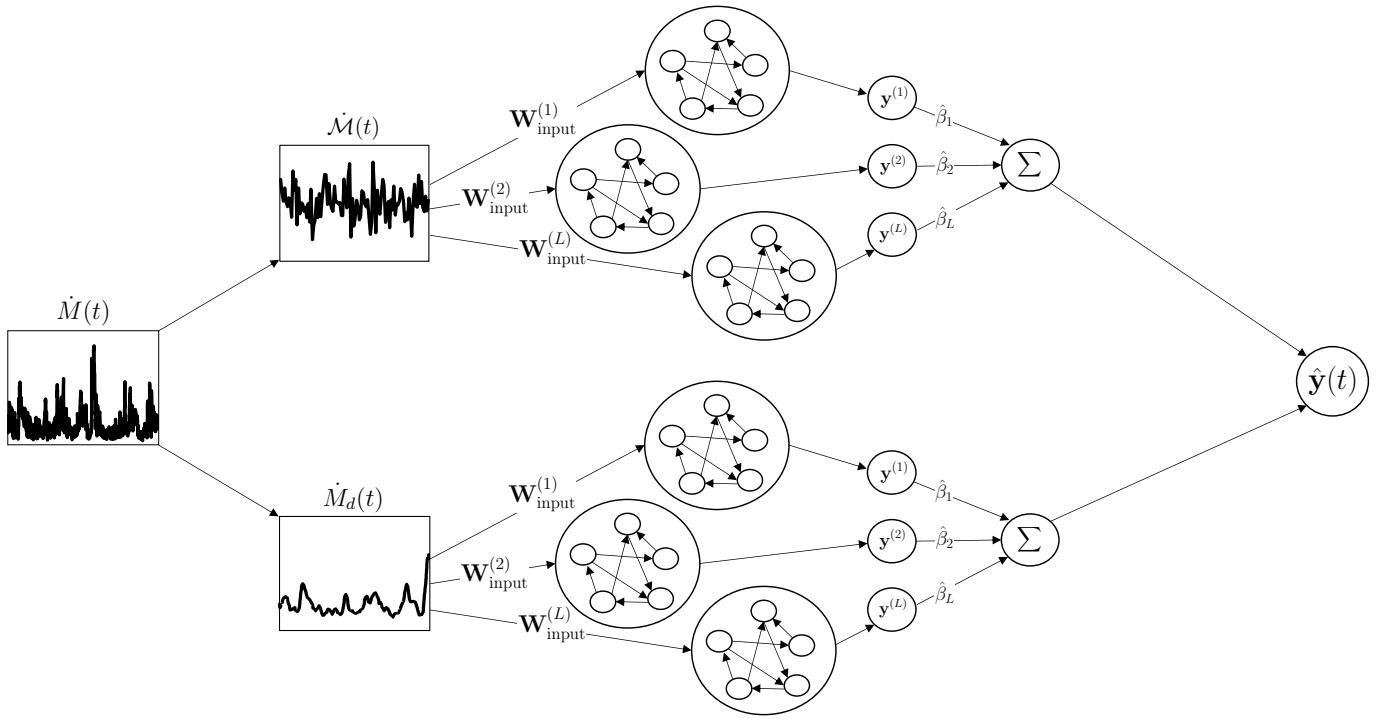 Ṁ(t)
ℳ̇(t)
W_input^(1)
W_input^(2)
W_input^(L)
y^(1)
y^(2)
y^(L)
β̂_1
β̂_2
β̂_L
∑
Ṁ_d(t)
W_input^(1)
W_input^(2)
W_input^(L)
y^(1)
y^(2)
y^(L)
β̂_1
β̂_2
β̂_L
∑
ŷ(t)